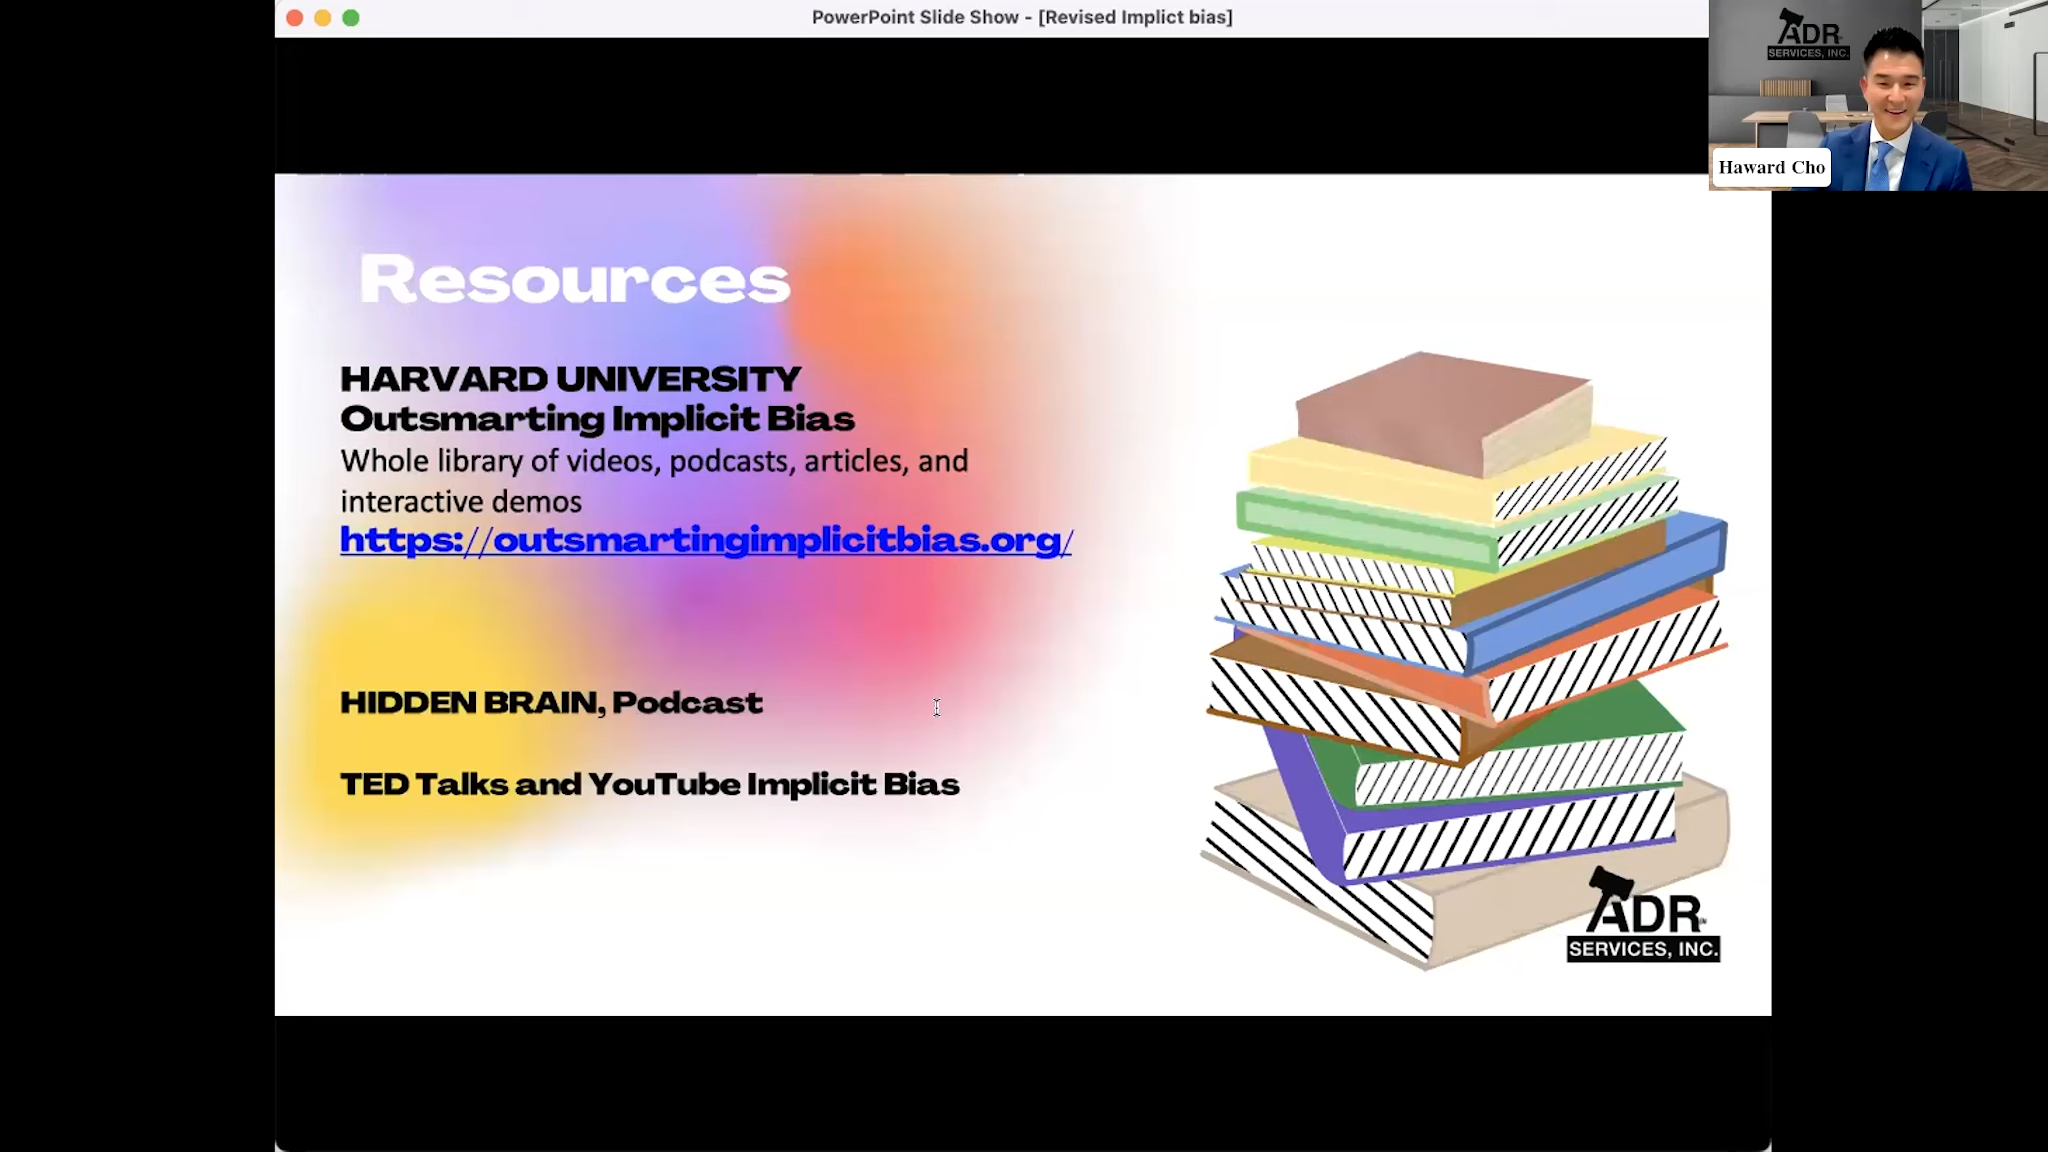 PowerPoint Slide Show - [Revised Implict bias]
ADR
SERVICES, INC.
Haward Cho
Resources
HARVARD UNIVERSITY
Outsmarting Implicit Bias
Whole library of videos, podcasts, articles, and
interactive demos
https://outsmartingimplicitbias.org/
HIDDEN BRAIN, Podcast
TED Talks and YouTube Implicit Bias
ADR
SERVICES, INC.